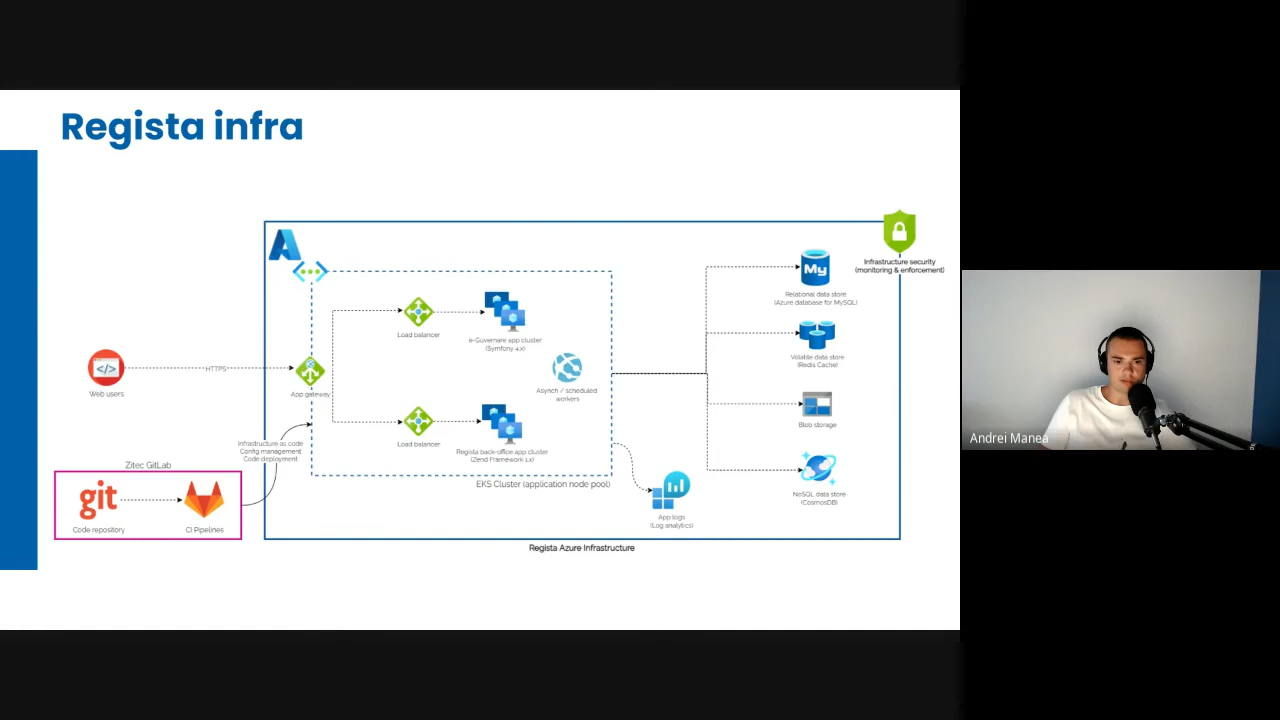 Regista infra
Infrastructure security
(monitoring & enforcement)
My
Relational data store
(Azure database for MySQL)
Load balancer
e-Guvernare app cluster
(Symfony 4.x)
Volatile data store
(Redis Cache)
HTTPS
Web users
App gateway
Asynch / scheduled
workers
Blob storage
Load balancer
Regista back-office app cluster
(Zend Framework 1.x)
Infrastructure as code
Config management
Code deployment
Zitec GitLab
EKS Cluster (application node pool)
git
Code repository
CI Pipelines
App logs
(Log analytics)
NoSQL data store
(CosmosDB)
Regista Azure Infrastructure
Andrei Manea